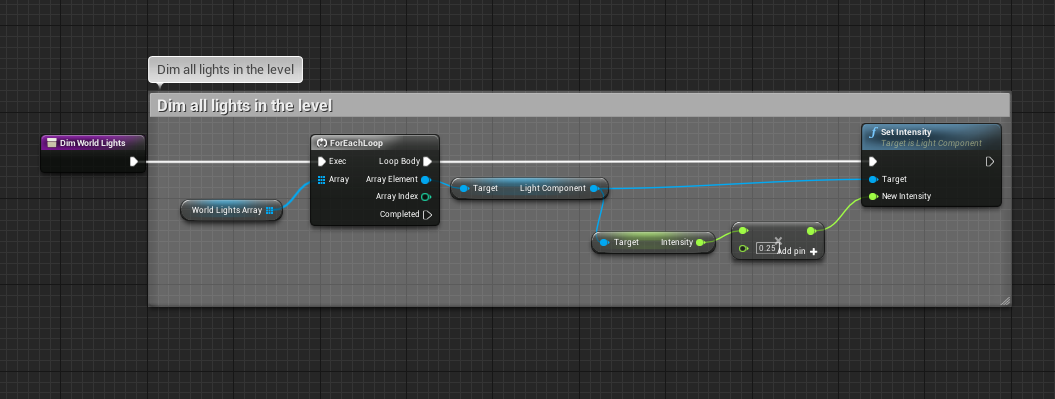 Dim all lights in the level
Dim all lights in the level
Dim World Lights
ForEachLoop
Exec Loop Body
Array Array Element
Array Index
Completed
World Lights Array
Target Light Component
Target Intensity
0.25 Add pin
Set Intensity
Target is Light Component
Target
New Intensity